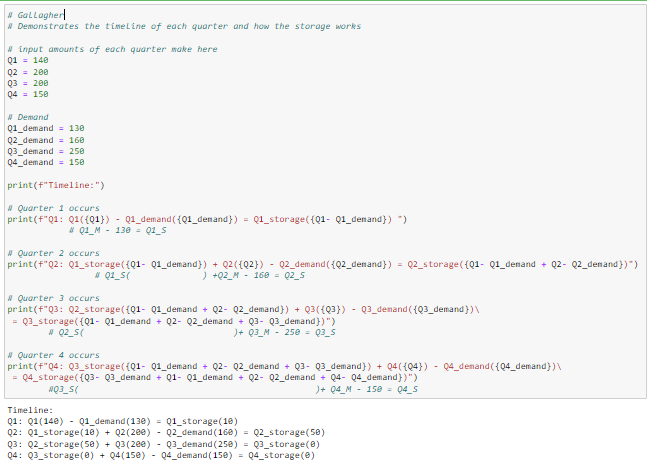 # Gallagher
# Demonstrates the timeline of each quarter and how the storage works
# input amounts of each quarter make here
Q1 = 140
Q2 = 200
Q3 = 200
Q4 = 150
# Demand
Q1_demand = 130
Q2_demand = 160
Q3_demand = 250
Q4_demand = 150
print(f"Timeline:")
# Quarter 1 occurs
print(f"Q1: Q1({Q1}) - Q1_demand({Q1_demand}) = Q1_storage({Q1- Q1_demand}) ")
# Q1_M - 130 = Q1_S
# Quarter 2 occurs
print(f"Q2: Q1_storage({Q1- Q1_demand}) + Q2({Q2}) - Q2_demand({Q2_demand}) = Q2_storage({Q1- Q1_demand + Q2- Q2_demand})")
# Q1_S( ) +Q2_M - 160 = Q2_S
# Quarter 3 occurs
print(f"Q3: Q2_storage({Q1- Q1_demand + Q2- Q2_demand}) + Q3({Q3}) - Q3_demand({Q3_demand})\
= Q3_storage({Q1- Q1_demand + Q2- Q2_demand + Q3- Q3_demand})")
# Q2_S( )+ Q3_M - 250 = Q3_S
# Quarter 4 occurs
print(f"Q4: Q3_storage({Q1- Q1_demand + Q2- Q2_demand + Q3- Q3_demand}) + Q4({Q4}) - Q4_demand({Q4_demand})\
= Q4_storage({Q3- Q3_demand + Q1- Q1_demand + Q2- Q2_demand + Q4- Q4_demand})")
#Q3_S( )+ Q4_M - 150 = Q4_S
Timeline:
Q1: Q1(140) - Q1_demand(130) = Q1_storage(10)
Q2: Q1_storage(10) + Q2(200) - Q2_demand(160) = Q2_storage(50)
Q3: Q2_storage(50) + Q3(200) - Q3_demand(250) = Q3_storage(0)
Q4: Q3_storage(0) + Q4(150) - Q4_demand(150) = Q4_storage(0)